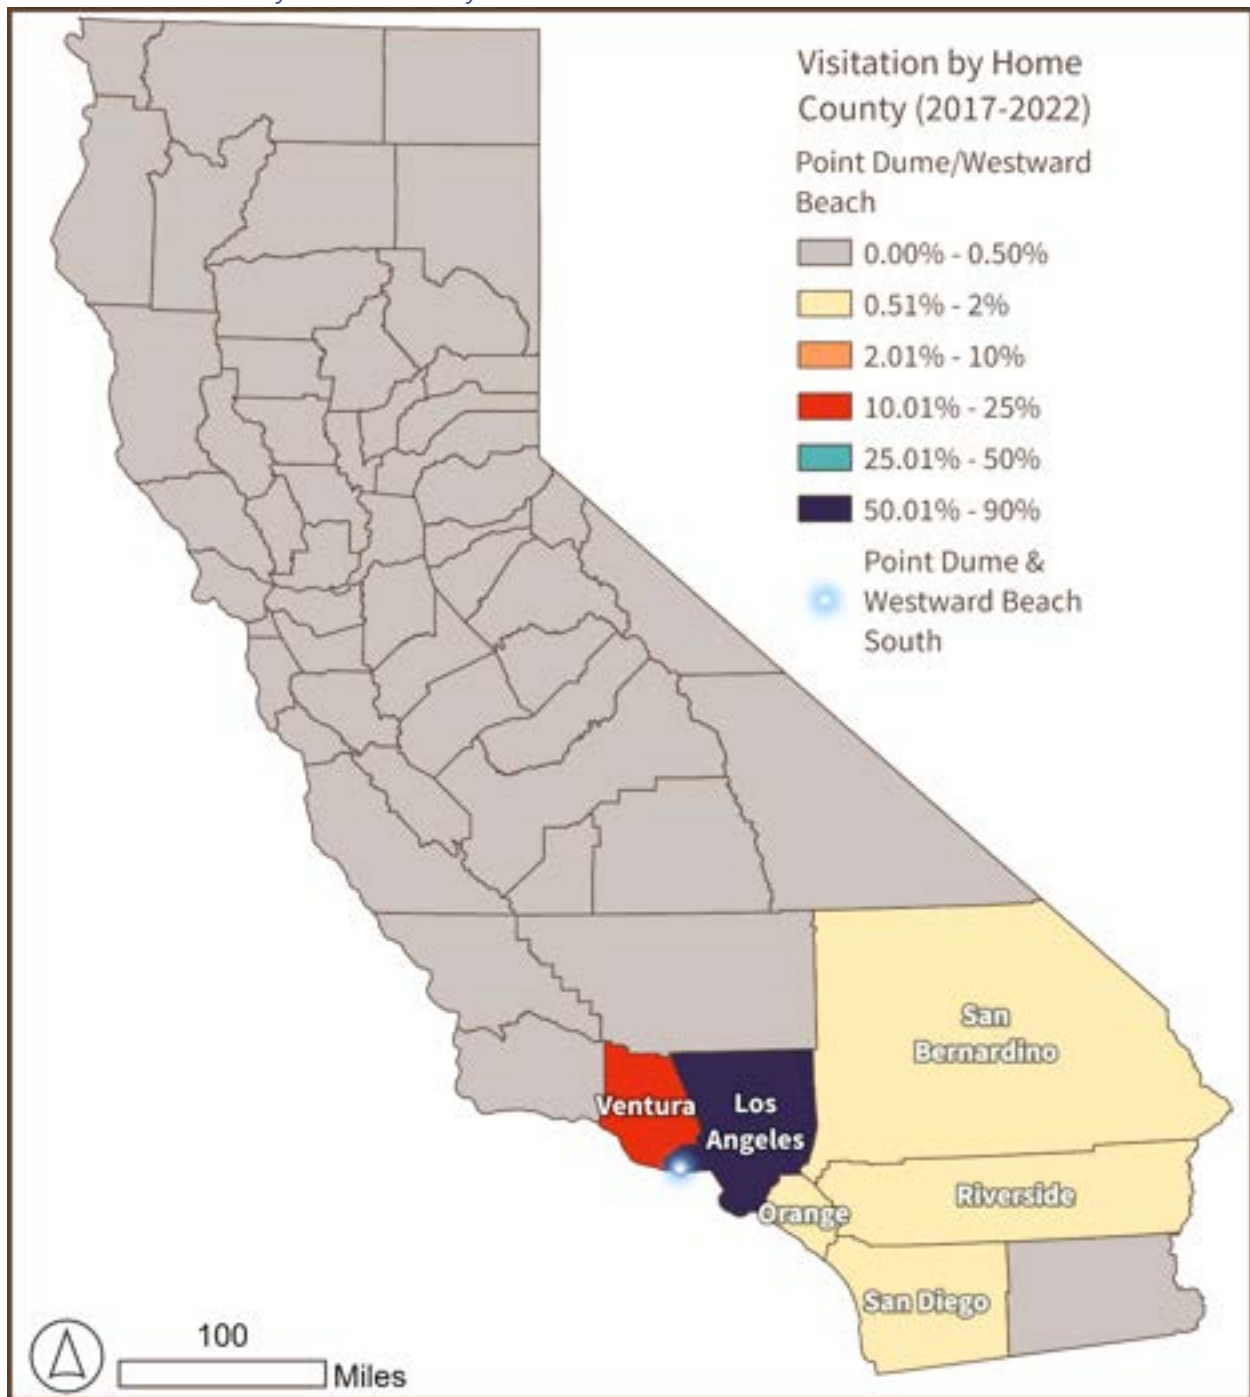 Visitation by Home
County (2017-2022)
Point Dume/Westward
Beach
0.00% - 0.50%
0.51% - 2%
2.01% - 10%
10.01% - 25%
25.01% - 50%
50.01% - 90%
Point Dume &
Westward Beach
South
San
Bernardino
Ventura
Los
Angeles
Riverside
Orange
San Diego
100
Miles